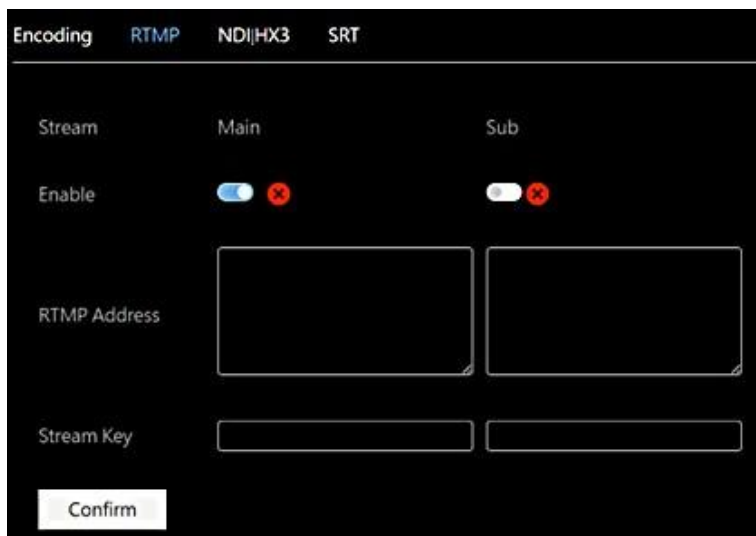 Encoding RTMP NDI|HX3 SRT
Stream Main Sub
Enable
RTMP Address
Stream Key
Confirm